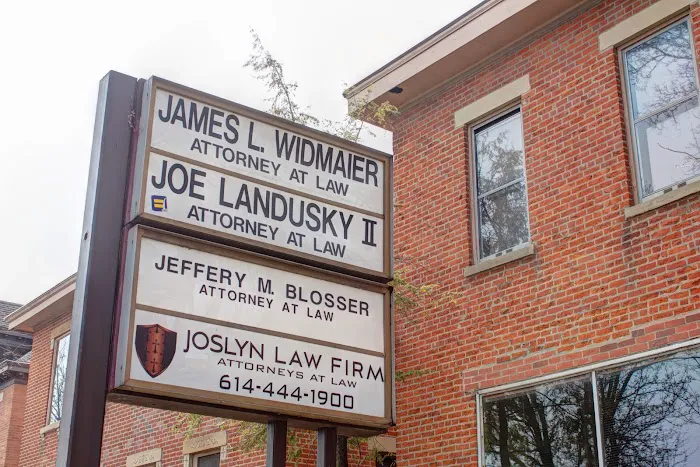 JAMES L. WIDMAIER
ATTORNEY AT LAW
JOE LANDUSKY II
ATTORNEY AT LAW
JEFFERY M. BLOSSER
ATTORNEY AT LAW
JOSLYN LAW FIRM
ATTORNEYS AT LAW
614-444-1900